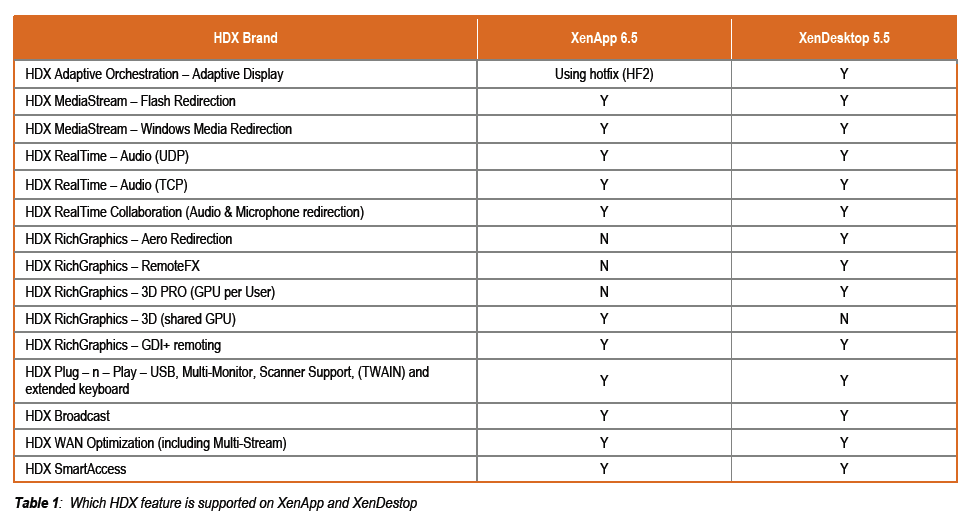 HDX Brand XenApp 6.5 XenDesktop 5.5
HDX Adaptive Orchestration – Adaptive Display Using hotfix (HF2) Y
HDX MediaStream – Flash Redirection Y Y
HDX MediaStream – Windows Media Redirection Y Y
HDX RealTime – Audio (UDP) Y Y
HDX RealTime – Audio (TCP) Y Y
HDX RealTime Collaboration (Audio & Microphone redirection) Y Y
HDX RichGraphics – Aero Redirection N Y
HDX RichGraphics – RemoteFX N Y
HDX RichGraphics – 3D PRO (GPU per User) N Y
HDX RichGraphics – 3D (shared GPU) Y N
HDX RichGraphics – GDI+ remoting Y Y
HDX Plug – n – Play – USB, Multi-Monitor, Scanner Support, (TWAIN) and
extended keyboard Y Y
HDX Broadcast Y Y
HDX WAN Optimization (including Multi-Stream) Y Y
HDX SmartAccess Y Y
Table 1: Which HDX feature is supported on XenApp and XenDestop